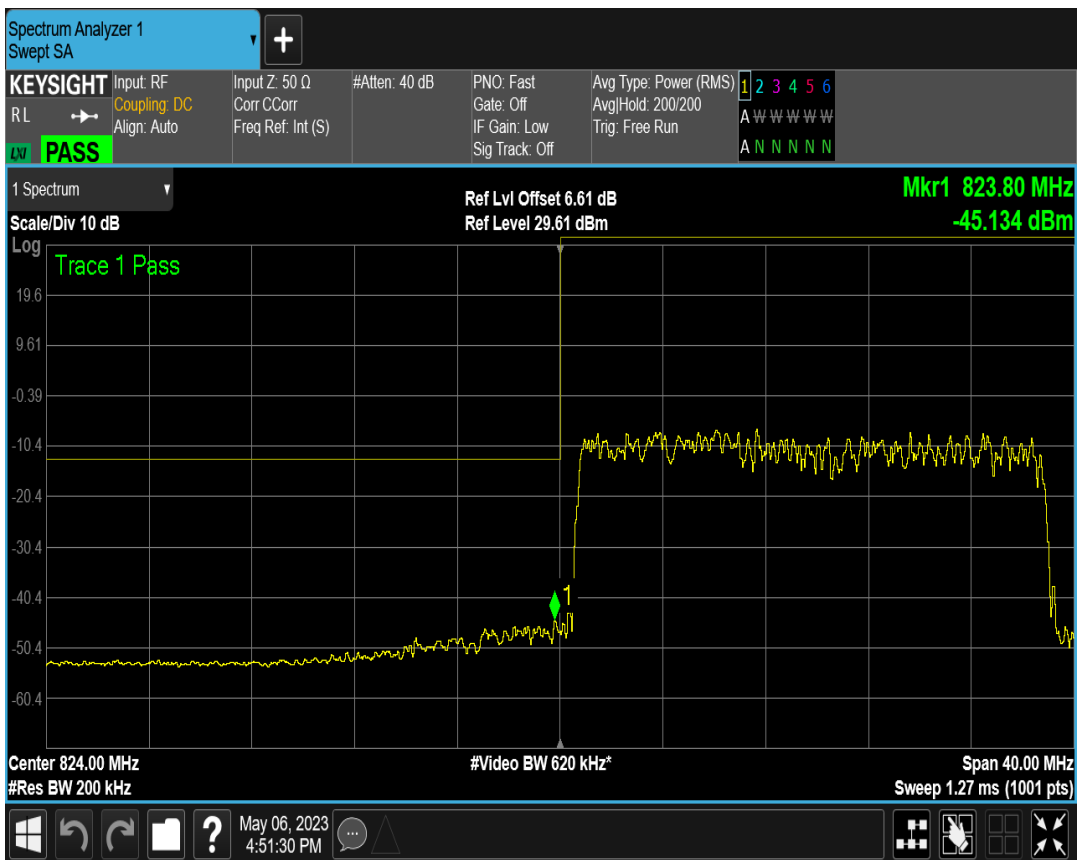 Spectrum Analyzer 1
Swept SA
+
KEYSIGHT
RL
LXI
PASS
Input: RF
Coupling: DC
Align: Auto
Input Z: 50 Ω
Corr CCorr
Freq Ref: Int (S)
#Atten: 40 dB
PNO: Fast
Gate: Off
IF Gain: Low
Sig Track: Off
Avg Type: Power (RMS)
Avg|Hold: 200/200
Trig: Free Run
1 2 3 4 5 6
A W W W W W
A N N N N N
1 Spectrum
Scale/Div 10 dB
Ref Lvl Offset 6.61 dB
Ref Level 29.61 dBm
Mkr1 823.80 MHz
-45.134 dBm
Log
Trace 1 Pass
19.6
9.61
-0.39
-10.4
-20.4
-30.4
-40.4
-50.4
-60.4
1
Center 824.00 MHz
#Res BW 200 kHz
#Video BW 620 kHz*
Span 40.00 MHz
Sweep 1.27 ms (1001 pts)
?
May 06, 2023
4:51:30 PM